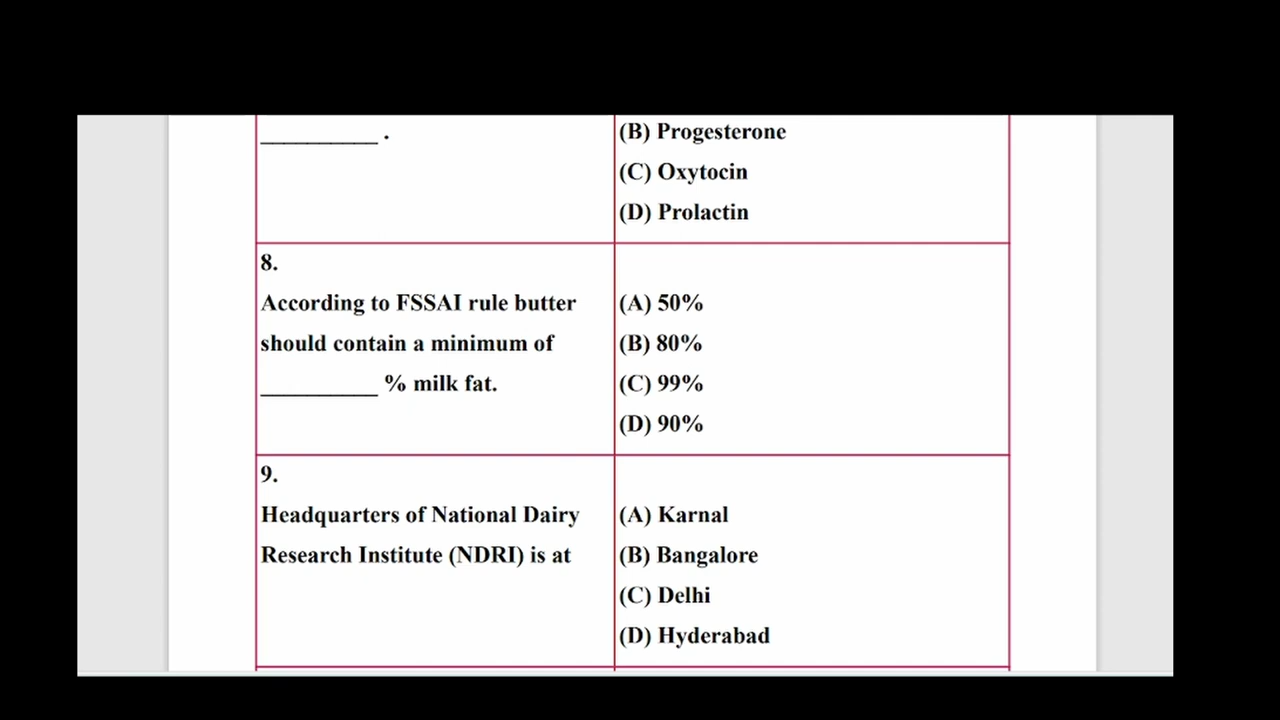 __________ .
(B) Progesterone
(C) Oxytocin
(D) Prolactin
8.
According to FSSAI rule butter
should contain a minimum of
__________ % milk fat.
(A) 50%
(B) 80%
(C) 99%
(D) 90%
9.
Headquarters of National Dairy
Research Institute (NDRI) is at
(A) Karnal
(B) Bangalore
(C) Delhi
(D) Hyderabad